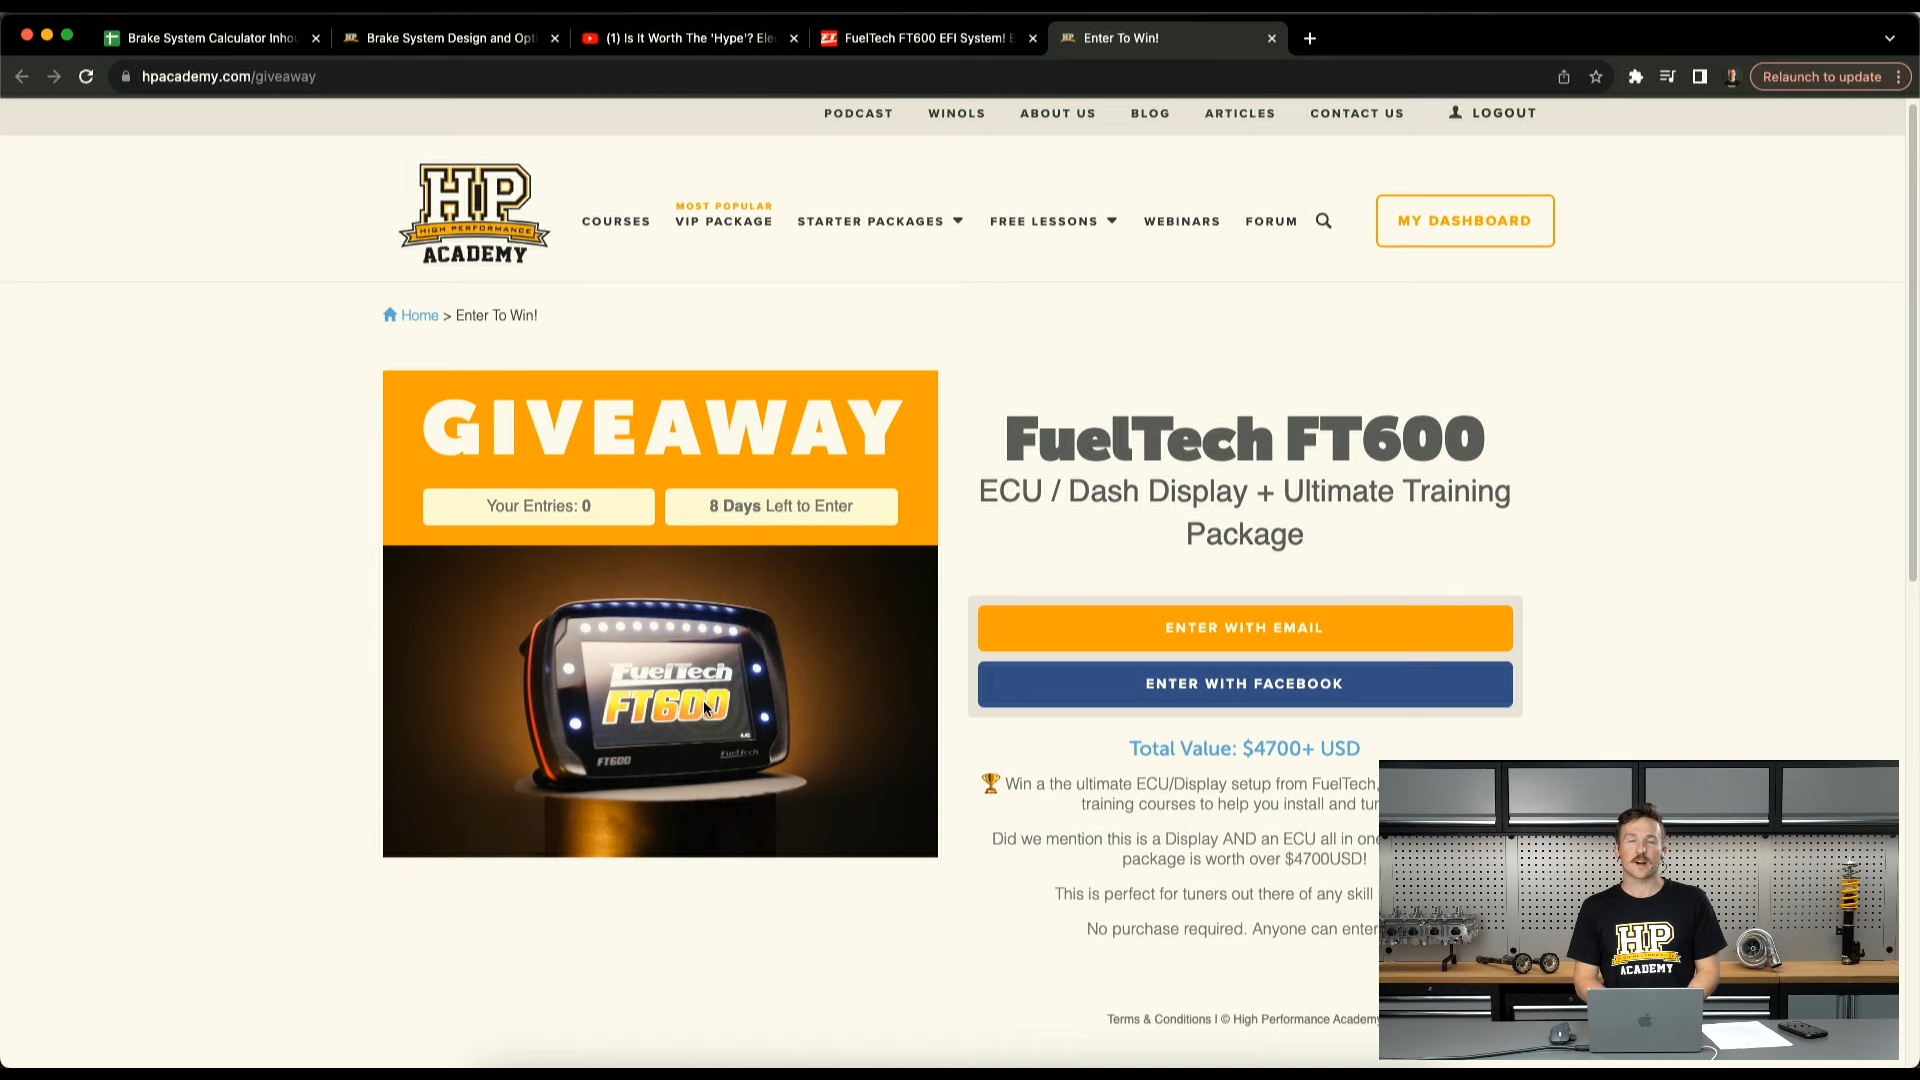 Brake System Calculator Inho
Brake System Design and Opt
(1) Is It Worth The 'Hype'? Ele
FuelTech FT600 EFI System! E
Enter To Win!
hpacademy.com/giveaway
Relaunch to update
PODCAST WINOLS ABOUT US BLOG ARTICLES CONTACT US LOGOUT
HP
HIGH PERFORMANCE
ACADEMY
COURSES
MOST POPULAR
VIP PACKAGE
STARTER PACKAGES
FREE LESSONS
WEBINARS
FORUM
MY DASHBOARD
Home > Enter To Win!
GIVEAWAY
Your Entries: 0
8 Days Left to Enter
FuelTech
FT600
FT600
FuelTech
FuelTech FT600
ECU / Dash Display + Ultimate Training
Package
ENTER WITH EMAIL
ENTER WITH FACEBOOK
Total Value: $4700+ USD
Win a the ultimate ECU/Display setup from FuelTech,
training courses to help you install and tun
Did we mention this is a Display AND an ECU all in one
package is worth over $4700USD!
This is perfect for tuners out there of any skill
No purchase required. Anyone can enter
Terms & Conditions I © High Performance Academy
HP
ACADEMY